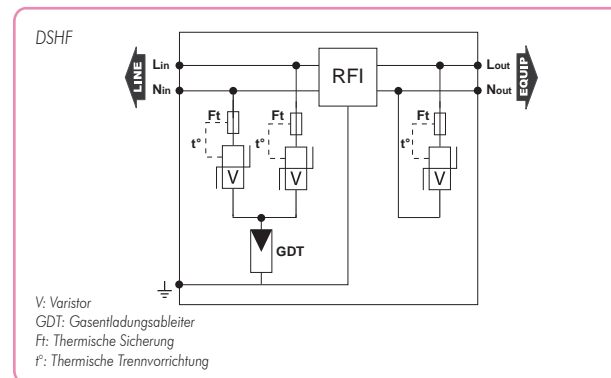 DSHF
LINE
Lin
Nin
RFI
Lout
Nout
EQUIP
Ft
Ft
Ft
t°
t°
t°
V
V
V
GDT
V: Varistor
GDT: Gasentladungsableiter
Ft: Thermische Sicherung
t°: Thermische Trennvorrichtung